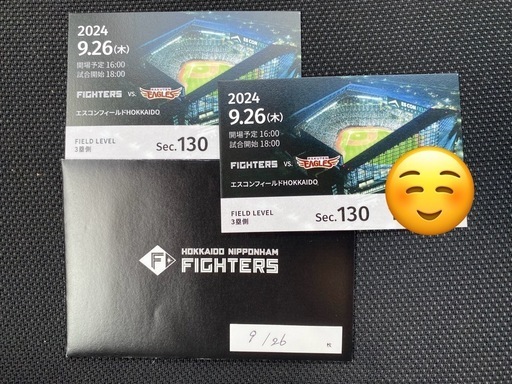 2024
9.26(木)
開場予定 16:00
試合開始 18:00
FIGHTERS vs. EAGLES
エスコンフィールドHOKKAIDO
FIELD LEVEL
3塁側
Sec.130
2024
9.26(木)
開場予定 16:00
試合開始 18:00
FIGHTERS vs. EAGLES
エスコンフィールドHOKKAIDO
FIELD LEVEL
3塁側
Sec.130
F
HOKKAIDO NIPPONHAM
FIGHTERS
9/26 枚